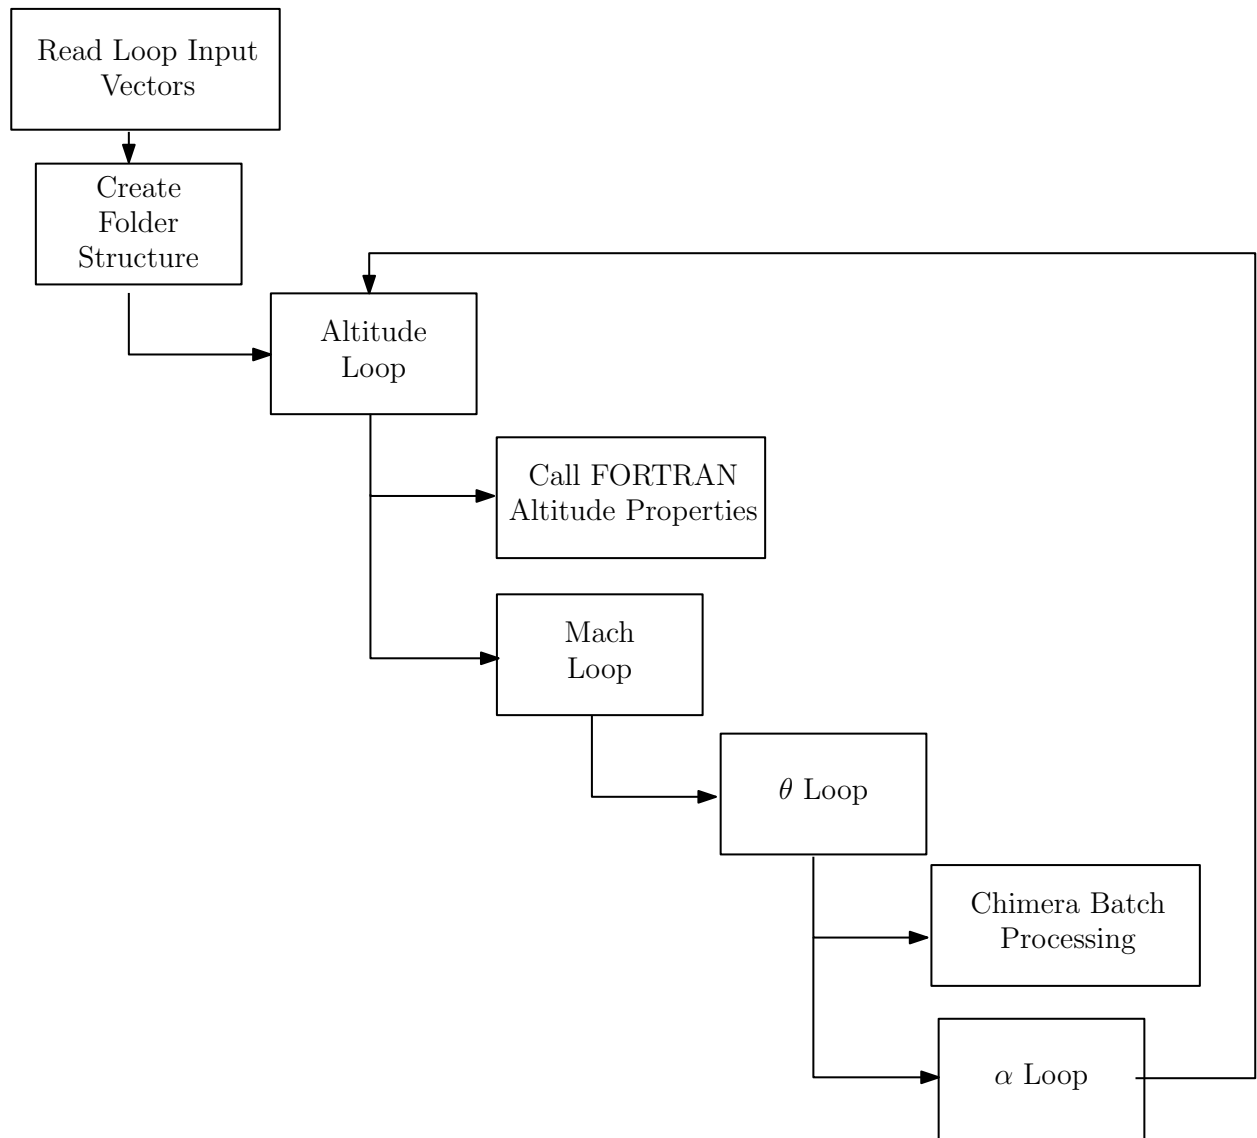 Read Loop Input
Vectors
Create
Folder
Structure
Altitude
Loop
Call FORTRAN
Altitude Properties
Mach
Loop
θ Loop
Chimera Batch
Processing
α Loop